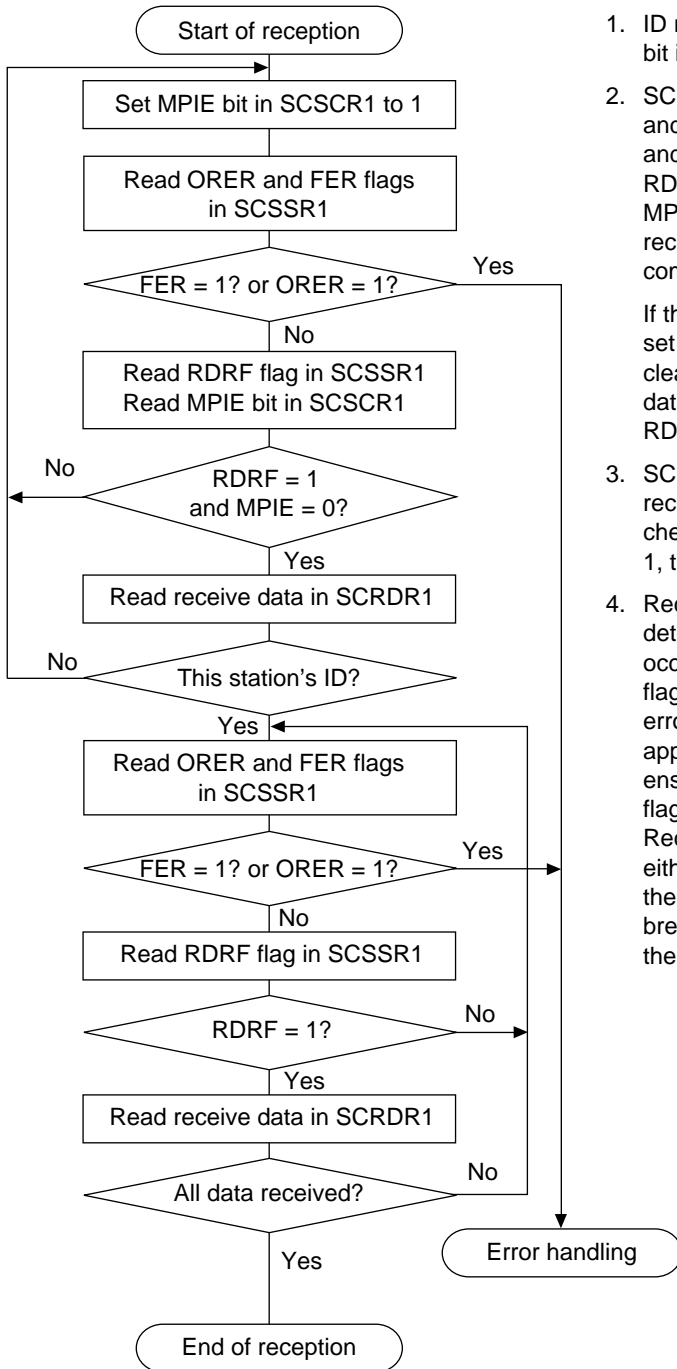 Start of reception
Set MPIE bit in SCSCR1 to 1
Read ORER and FER flags
in SCSSR1
FER = 1? or ORER = 1?
Yes
No
Read RDRF flag in SCSSR1
Read MPIE bit in SCSCR1
No
RDRF = 1
and MPIE = 0?
Yes
Read receive data in SCRDR1
No
This station's ID?
Yes
Read ORER and FER flags
in SCSSR1
FER = 1? or ORER = 1?
Yes
No
Read RDRF flag in SCSSR1
RDRF = 1?
No
Yes
Read receive data in SCRDR1
All data received?
No
Yes
Error handling
End of reception
1. ID
bit
2. SC
and
and
RD
MP
rec
If th
set
clea
dat
RD
3. SC
rec
che
1, t
4. Rec
det
occ
flag
erro
app
ens
flag
Rec
eith
the
bre
the